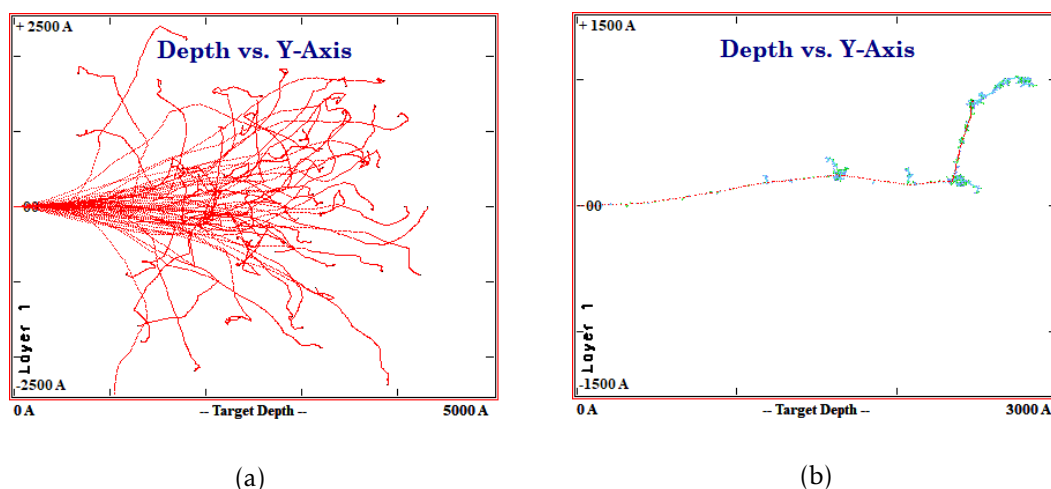 + 2500 A
Depth vs. Y-Axis
00
Layer 1
-2500 A
0 A -- Target Depth -- 5000 A
(a)
+ 1500 A
Depth vs. Y-Axis
00
Layer 1
-1500 A
0 A -- Target Depth -- 3000 A
(b)